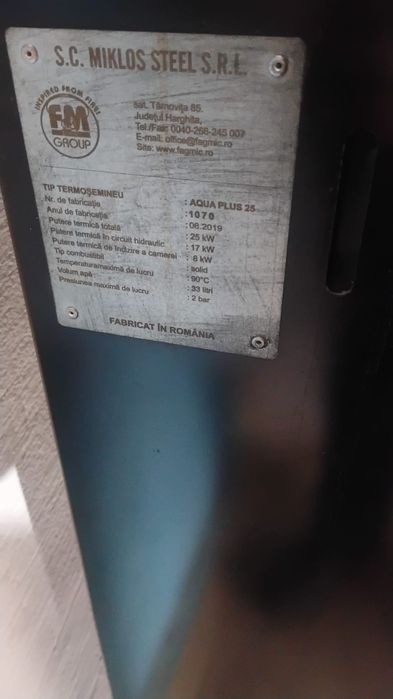 S.C. MIKLOS STEEL S.R.L.
INSPIRED FROM FIRE!
F&M
GROUP
sat. Târnovița 85.
Județul Harghita,
Tel./Fax: 0040-266-245 007
E-mail: office@fagmic.ro
Site: www.fagmic.ro
TIP TERMOȘEMINEU : AQUA PLUS 25
Nr. de fabricație : 1070
Anul de fabricație : 06.2019
Putere termică totală : 25 kW
Putere termică în circuit hidraulic : 17 kW
Putere termică de îndzire a camerei : 8 kW
Tip combustibil : solid
Temperatura maximă de lucru : 90°C
Volum apă : 33 litri
Presiunea maximă de lucru : 2 bar
FABRICAT ÎN ROMÂNIA